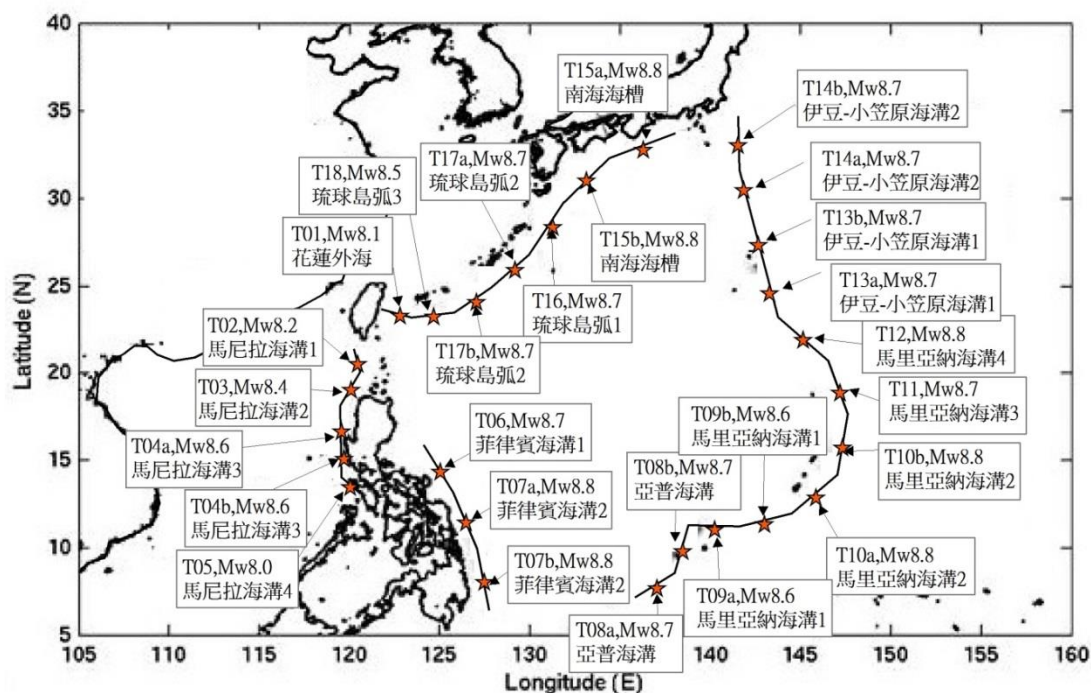 40
35
30
25
20
15
10
5
Latitude (N)
105
110
115
120
125
130
140
145
150
155
160
Longitude (E)
T15a,Mw8.8
南海海槽
T14b,Mw8.7
伊豆-小笠原海溝2
T17a,Mw8.7
琉球島弧2
T14a,Mw8.7
伊豆-小笠原海溝2
T18,Mw8.5
琉球島弧3
T13b,Mw8.7
伊豆-小笠原海溝1
T01,Mw8.1
花蓮外海
T15b,Mw8.8
南海海槽
T13a,Mw8.7
伊豆-小笠原海溝1
T16,Mw8.7
琉球島弧1
T02,Mw8.2
馬尼拉海溝1
T17b,Mw8.7
琉球島弧2
T12,Mw8.8
馬里亞納海溝4
T03,Mw8.4
馬尼拉海溝2
T11,Mw8.7
馬里亞納海溝3
T09b,Mw8.6
馬里亞納海溝1
T06,Mw8.7
菲律賓海溝1
T04a,Mw8.6
馬尼拉海溝3
T10b,Mw8.8
馬里亞納海溝2
T08b,Mw8.7
亞普海溝
T07a,Mw8.8
菲律賓海溝2
T04b,Mw8.6
馬尼拉海溝3
T10a,Mw8.8
馬里亞納海溝2
T05,Mw8.0
馬尼拉海溝4
T07b,Mw8.8
菲律賓海溝2
T09a,Mw8.6
馬里亞納海溝1
T08a,Mw8.7
亞普海溝